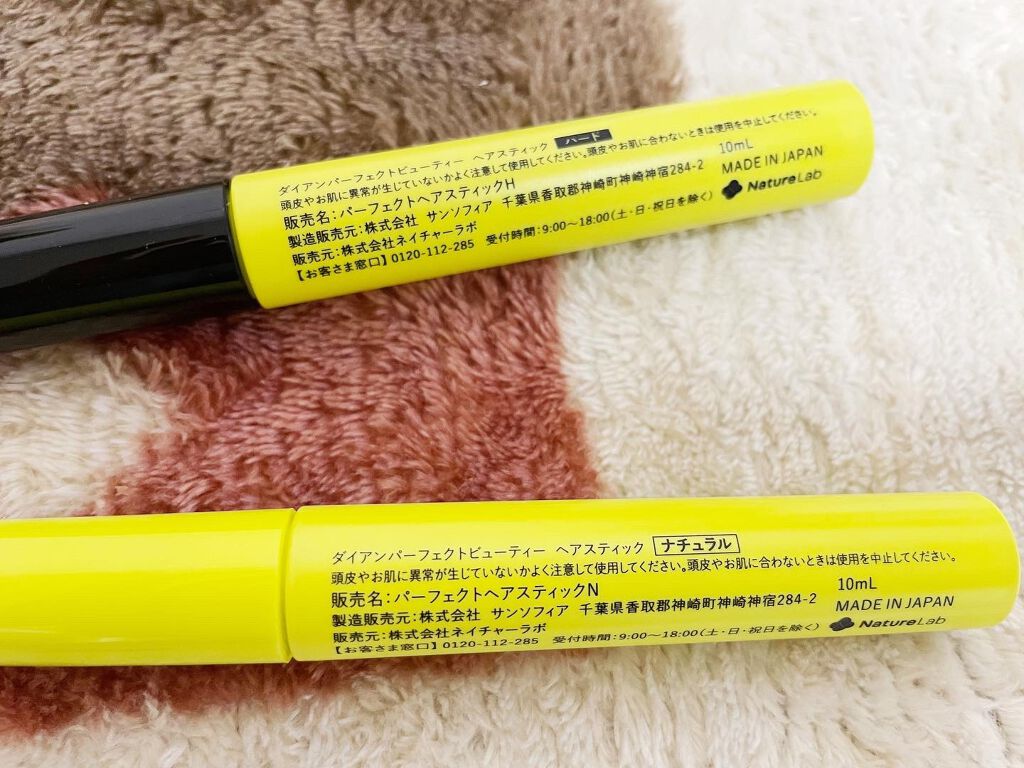 ダイアンパーフェクトビューティー ヘアスティック ハード
頭皮やお肌に異常が生じていないかよく注意して使用してください。頭皮やお肌に合わないときは使用を中止してください。
販売名:パーフェクトヘアスティックH
10mL
製造販売元:株式会社 サンソフィア 千葉県香取郡神崎町神崎神宿284-2
MADE IN JAPAN
販売元:株式会社ネイチャーラボ
【お客さま窓口】0120-112-285 受付時間:9:00～18:00(土・日・祝日を除く)
NatureLab
ダイアンパーフェクトビューティー ヘアスティック ナチュラル
頭皮やお肌に異常が生じていないかよく注意して使用してください。頭皮やお肌に合わないときは使用を中止してください。
販売名:パーフェクトヘアスティックN
10mL
製造販売元:株式会社 サンソフィア 千葉県香取郡神崎町神崎神宿284-2
MADE IN JAPAN
販売元:株式会社ネイチャーラボ
【お客さま窓口】0120-112-285 受付時間:9:00～18:00(土・日・祝日を除く)
NatureLab